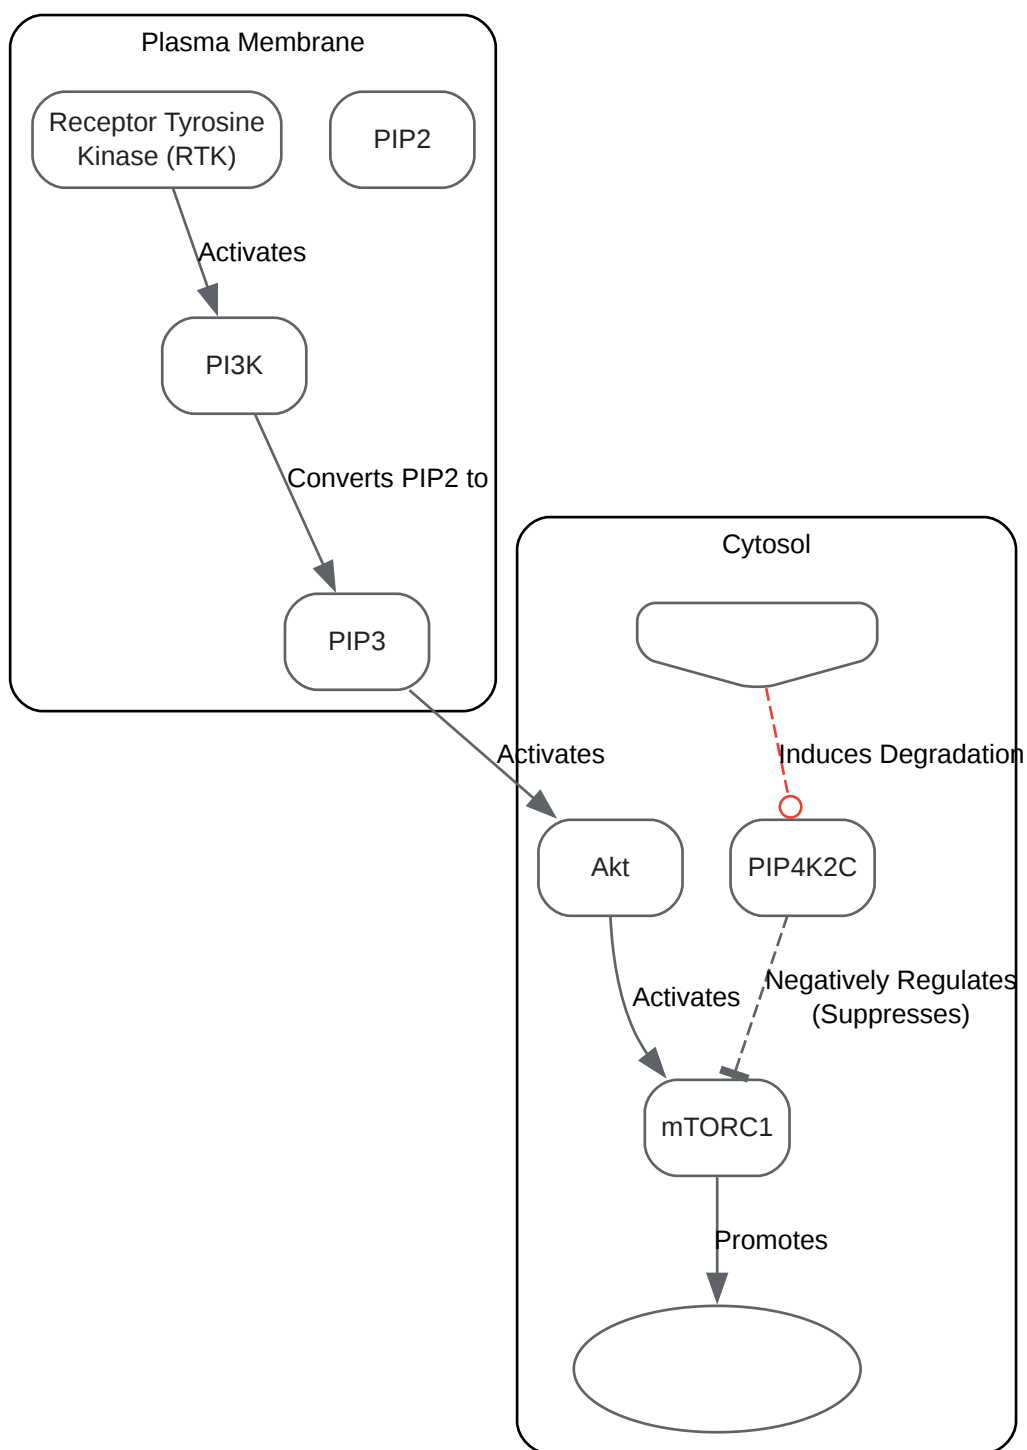 Plasma Membrane
Receptor Tyrosine
Kinase (RTK)
PIP2
Activates
PI3K
Converts PIP2 to
PIP3
Cytosol
Activates
Induces Degradation
Akt
PIP4K2C
Activates
Negatively Regulates
(Suppresses)
mTORC1
Promotes